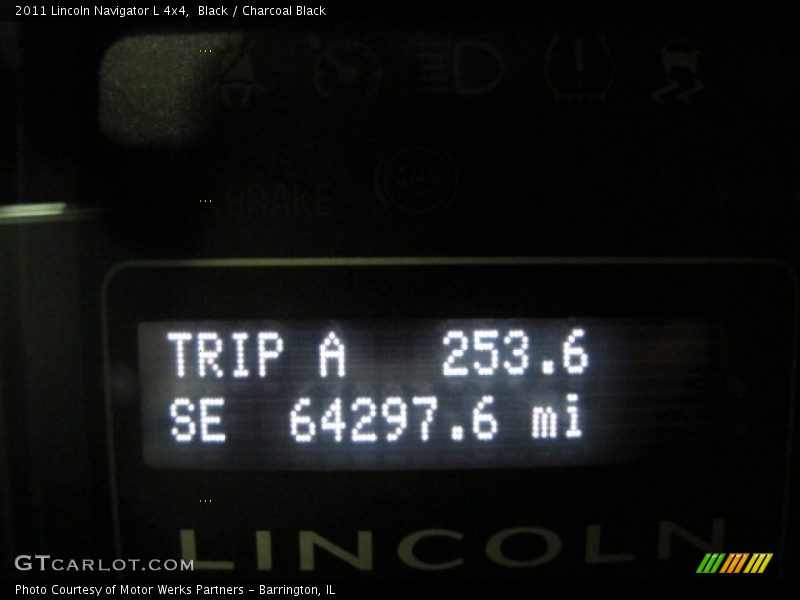 2011 Lincoln Navigator L 4x4,  Black / Charcoal Black
BRAKE
TRIP A 253.6
SE 64297.6 mi
LINCOLN
GTCARLOT.COM
Photo Courtesy of Motor Werks Partners - Barrington, IL